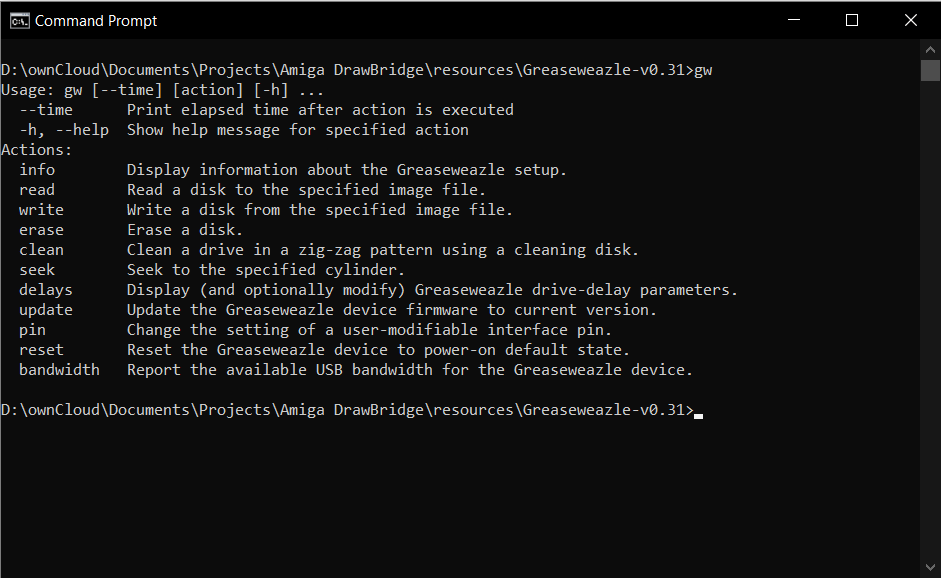 Command Prompt
D:\ownCloud\Documents\Projects\Amiga DrawBridge\resources\Greaseweazle-v0.31>gw
Usage: gw [--time] [action] [-h] ...
  --time      Print elapsed time after action is executed
  -h, --help  Show help message for specified action
Actions:
  info        Display information about the Greaseweazle setup.
  read        Read a disk to the specified image file.
  write       Write a disk from the specified image file.
  erase       Erase a disk.
  clean       Clean a drive in a zig-zag pattern using a cleaning disk.
  seek        Seek to the specified cylinder.
  delays      Display (and optionally modify) Greaseweazle drive-delay parameters.
  update      Update the Greaseweazle device firmware to current version.
  pin         Change the setting of a user-modifiable interface pin.
  reset       Reset the Greaseweazle device to power-on default state.
  bandwidth   Report the available USB bandwidth for the Greaseweazle device.
D:\ownCloud\Documents\Projects\Amiga DrawBridge\resources\Greaseweazle-v0.31>